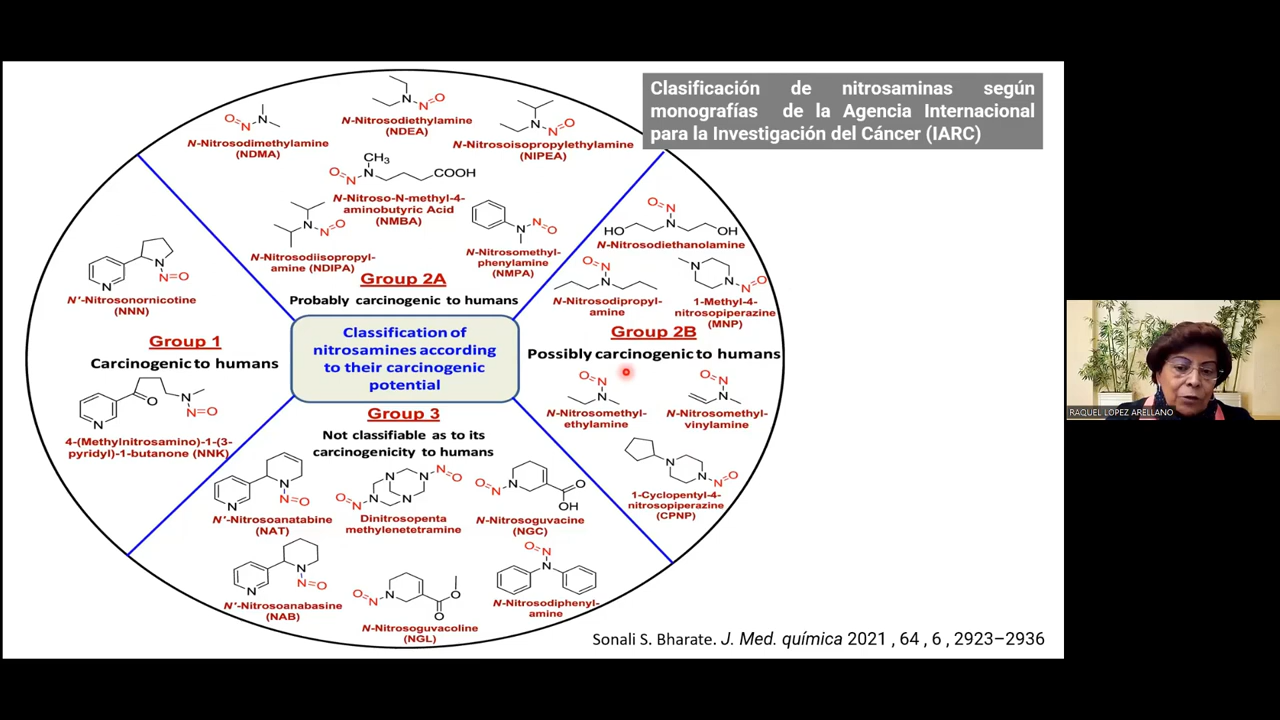 Clasificación de nitrosaminas según
monografías de la Agencia Internacional
para la Investigación del Cáncer (IARC)
N-Nitrosodimethylamine
(NDMA)
N-Nitrosodiethylamine
(NDEA)
N-Nitrosoisopropylethylamine
(NIPEA)
CH3
COOH
N-Nitroso-N-methyl-4-
aminobutyric Acid
(NMBA)
N-Nitrosodiisopropyl-
amine (NDIPA)
N-Nitrosomethyl-
phenylamine
(NMPA)
Group 2A
Probably carcinogenic to humans
N'-Nitrosonornicotine
(NNN)
Group 1
Carcinogenic to humans
4-(Methylnitrosamino)-1-(3-
pyridyl)-1-butanone (NNK)
Classification of
nitrosamines according
to their carcinogenic
potential
HO
OH
N-Nitrosodiethanolamine
N-Nitrosodipropyl-
amine
1-Methyl-4-
nitrosopiperazine
(MNP)
Group 2B
Possibly carcinogenic to humans
N-Nitrosomethyl-
ethylamine
N-Nitrosomethyl-
vinylamine
1-Cyclopentyl-4-
nitrosopiperazine
(CPNP)
Group 3
Not classifiable as to its
carcinogenicity to humans
N'-Nitrosoanatabine
(NAT)
Dinitrosopenta
methylenetetramine
OH
N-Nitrosoguvacine
(NGC)
N'-Nitrosoanabasine
(NAB)
N-Nitrosoguvacoline
(NGL)
N-Nitrosodiphenyl-
amine
Sonali S. Bharate. J. Med. química 2021 , 64 , 6 , 2923–2936
RAQUEL LOPEZ ARELLANO